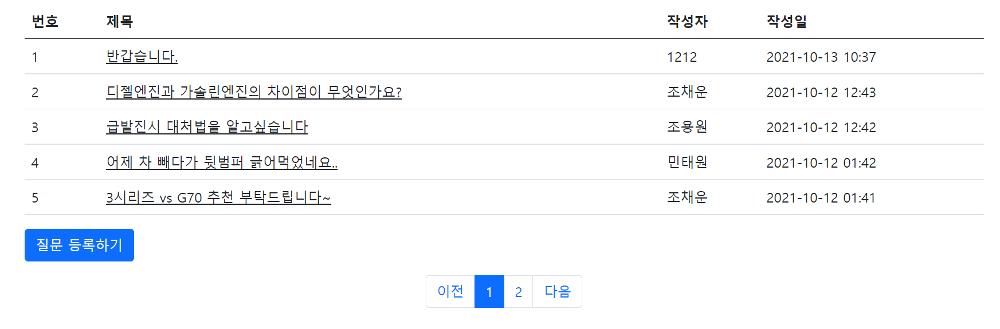 번호 제목 작성자 작성일
1 반갑습니다. 1212 2021-10-13 10:37
2 디젤엔진과 가솔린엔진의 차이점이 무엇인가요? 조채운 2021-10-12 12:43
3 급발진시 대처법을 알고싶습니다 조용원 2021-10-12 12:42
4 어제 차 빼다가 뒷범퍼 긁어먹었네요.. 민태원 2021-10-12 01:42
5 3시리즈 vs G70 추천 부탁드립니다~ 조채운 2021-10-12 01:41
질문 등록하기
이전 1 2 다음